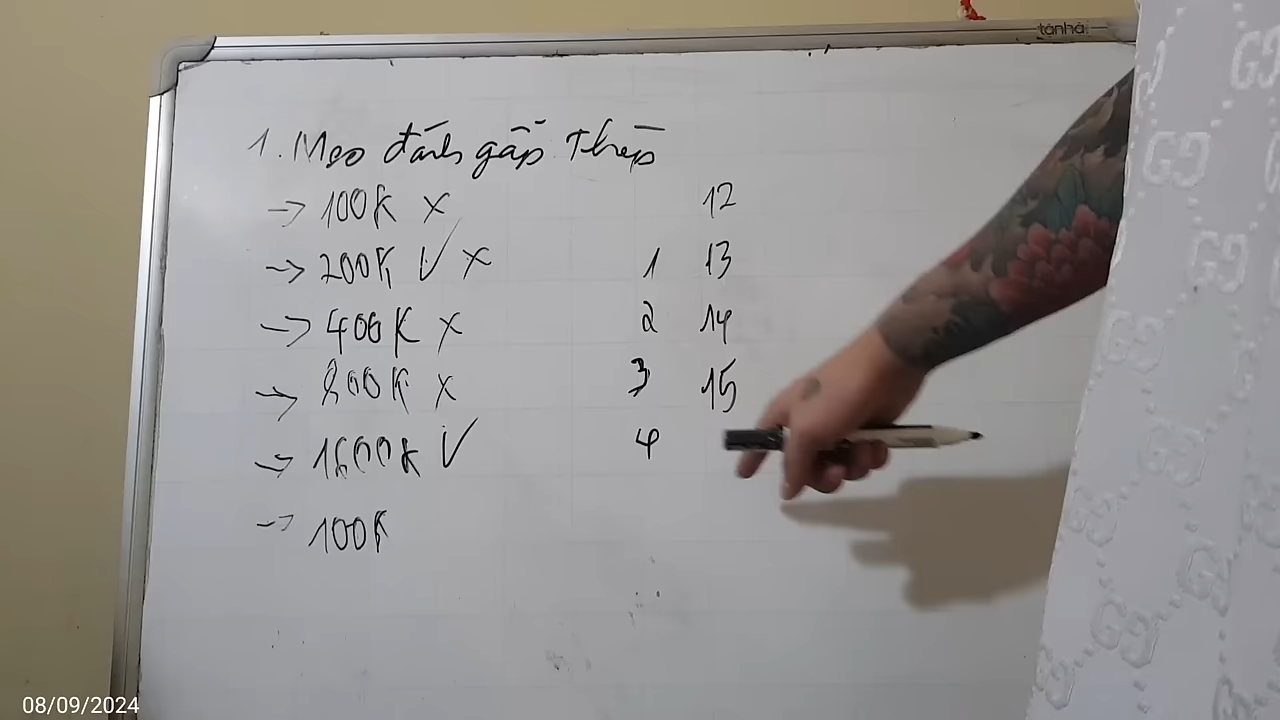 tânhà
1. Mẹo đánh gấp Thếp
→ 100K x
12
→ 200K √ x
1 13
→ 400K x
2 14
→ 800K x
3 15
→ 1600K √
4
→ 100K
08/09/2024